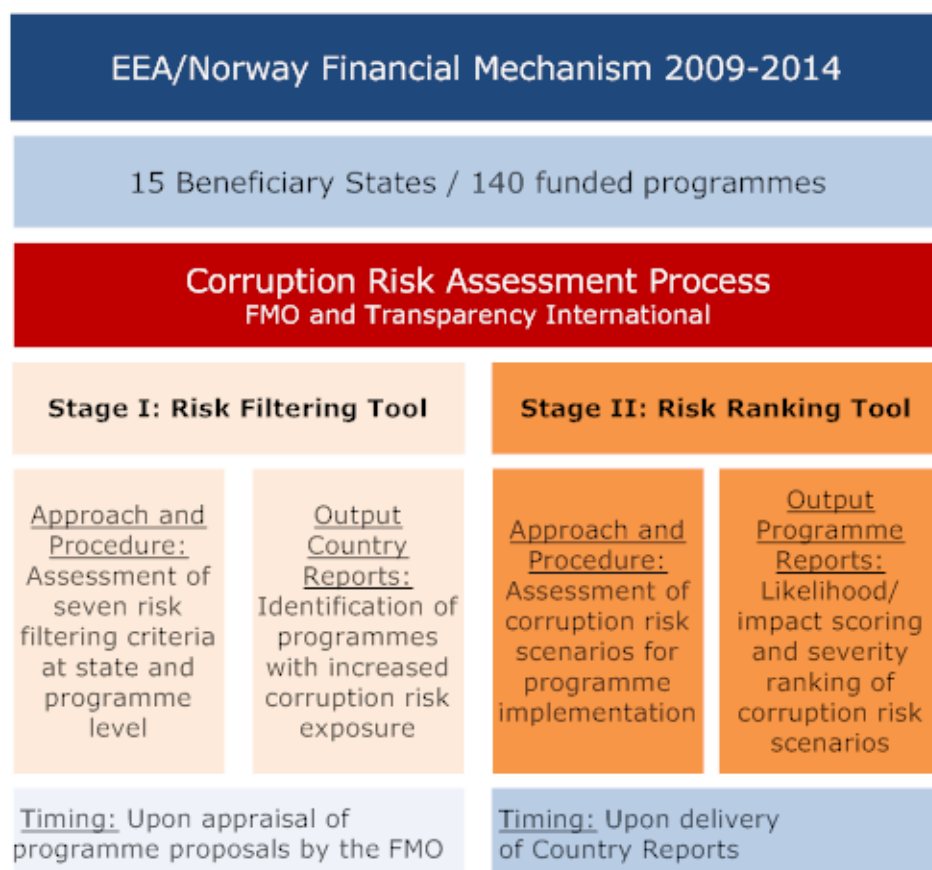 EEA/Norway Financial Mechanism 2009-2014
15 Beneficiary States / 140 funded programmes
Corruption Risk Assessment Process
FMO and Transparency International
Stage I: Risk Filtering Tool
Approach and
Procedure:
Assessment of
seven risk
filtering criteria
at state and
programme
level
Output
Country
Reports:
Identification of
programmes
with increased
corruption risk
exposure
Timing: Upon appraisal of
programme proposals by the FMO
Stage II: Risk Ranking Tool
Approach and
Procedure:
Assessment of
corruption risk
scenarios for
programme
implementation
Output
Programme
Reports:
Likelihood/
impact scoring
and severity
ranking of
corruption risk
scenarios
Timing: Upon delivery
of Country Reports